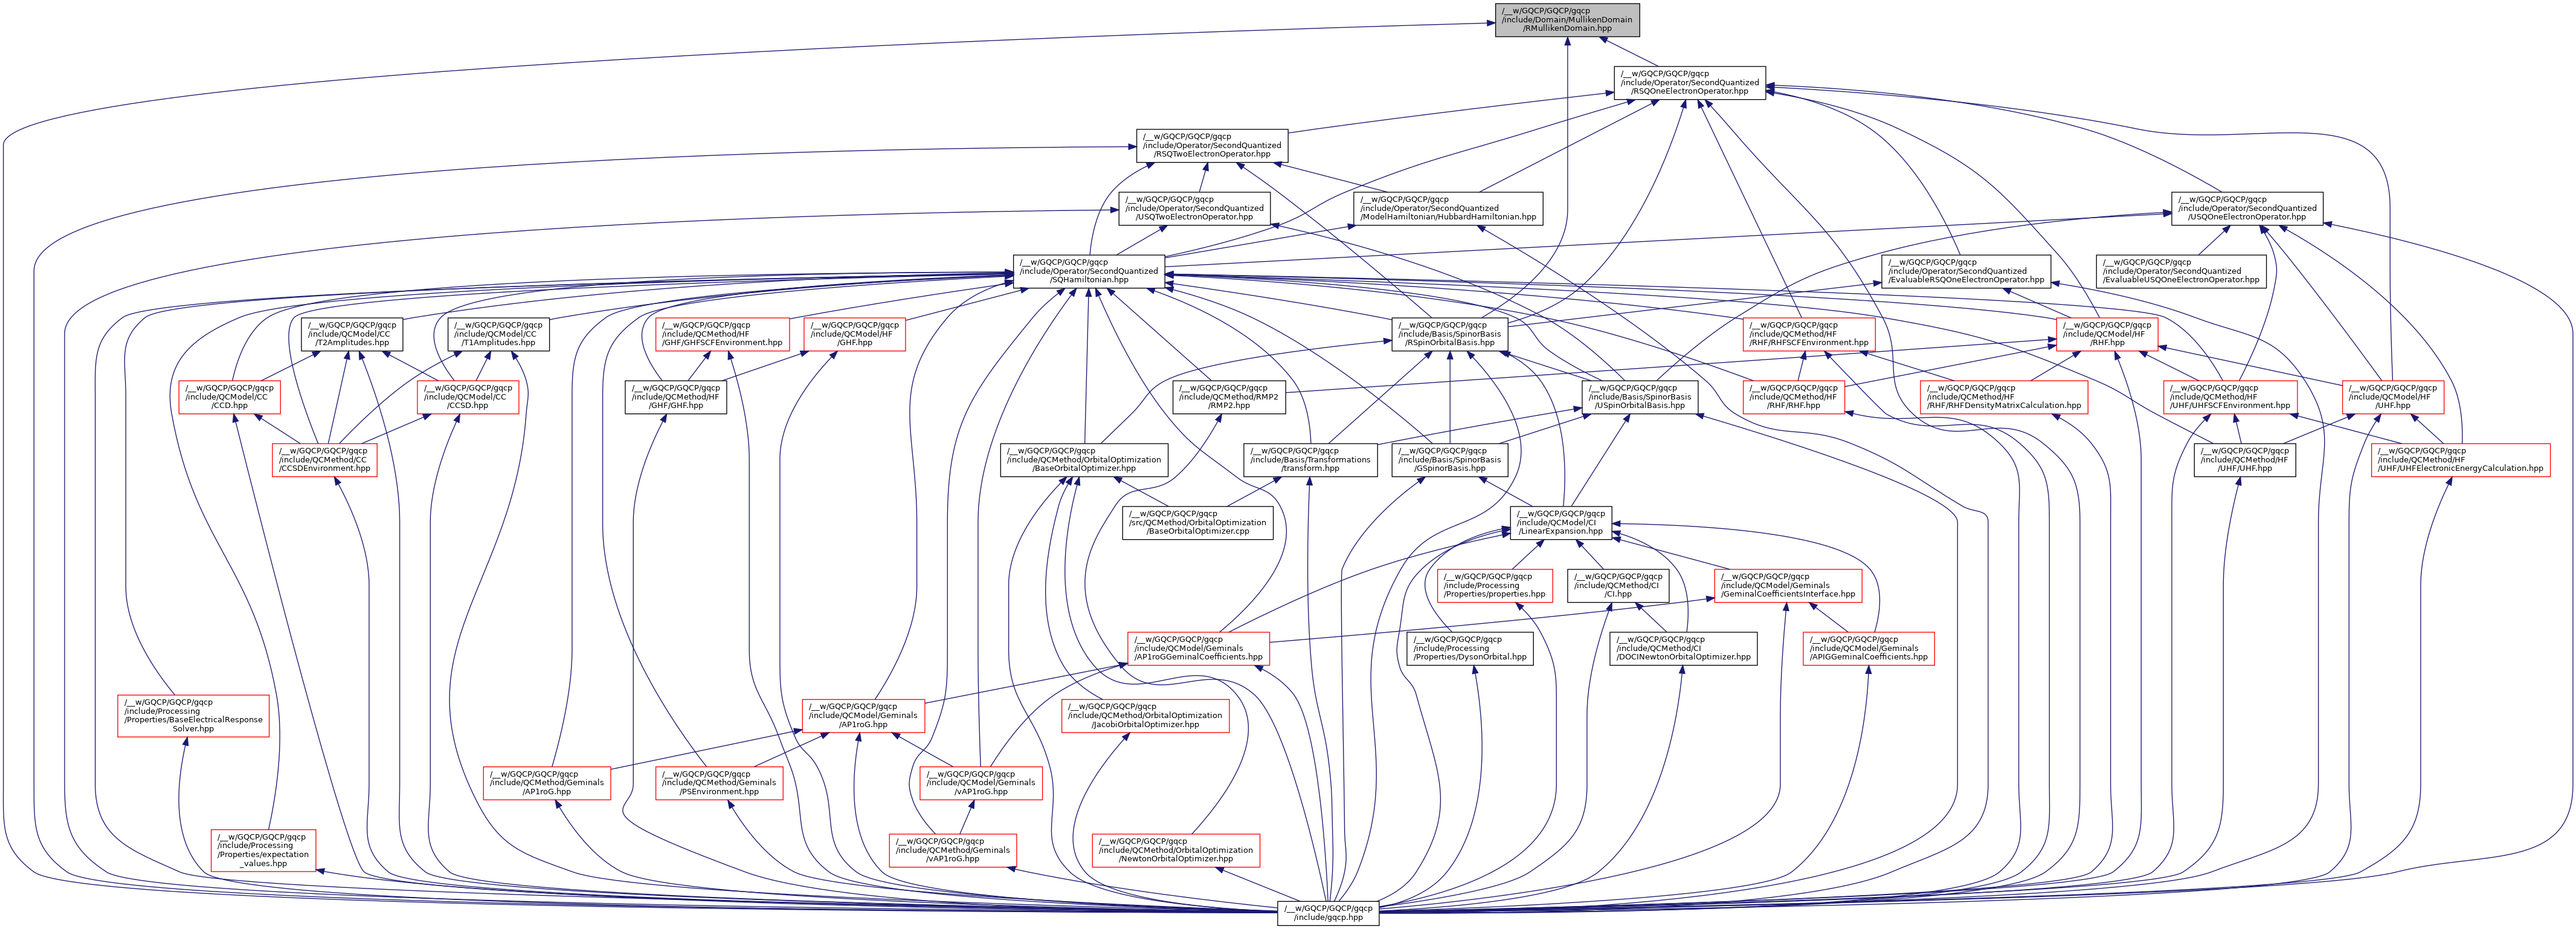 /__w/GQCP/GQCP/gqcp
/include/Domain/MullikenDomain
/RMullikenDomain.hpp
/__w/GQCP/GQCP/gqcp
/include/Operator/SecondQuantized
/RSQOneElectronOperator.hpp
/__w/GQCP/GQCP/gqcp
/include/Operator/SecondQuantized
/RSQTwoElectronOperator.hpp
/__w/GQCP/GQCP/gqcp
/include/Operator/SecondQuantized
/USQTwoElectronOperator.hpp
/__w/GQCP/GQCP/gqcp
/include/Operator/SecondQuantized
/ModelHamiltonian/HubbardHamiltonian.hpp
/__w/GQCP/GQCP/gqcp
/include/Operator/SecondQuantized
/USQOneElectronOperator.hpp
/__w/GQCP/GQCP/gqcp
/include/Operator/SecondQuantized
/SQHamiltonian.hpp
/__w/GQCP/GQCP/gqcp
/include/Operator/SecondQuantized
/EvaluableRSQOneElectronOperator.hpp
/__w/GQCP/GQCP/gqcp
/include/Operator/SecondQuantized
/EvaluableUSQOneElectronOperator.hpp
/__w/GQCP/GQCP/gqcp
/include/QCModel/CC
/T2Amplitudes.hpp
/__w/GQCP/GQCP/gqcp
/include/QCModel/CC
/T1Amplitudes.hpp
/__w/GQCP/GQCP/gqcp
/include/QCMethod/HF
/GHF/GHFSCFEnvironment.hpp
/__w/GQCP/GQCP/gqcp
/include/QCModel/HF
/GHF.hpp
/__w/GQCP/GQCP/gqcp
/include/Basis/SpinorBasis
/RSpinOrbitalBasis.hpp
/__w/GQCP/GQCP/gqcp
/include/QCMethod/HF
/RHF/RHFSCFEnvironment.hpp
/__w/GQCP/GQCP/gqcp
/include/QCModel/HF
/RHF.hpp
/__w/GQCP/GQCP/gqcp
/include/QCModel/CC
/CCD.hpp
/__w/GQCP/GQCP/gqcp
/include/QCModel/CC
/CCSD.hpp
/__w/GQCP/GQCP/gqcp
/include/QCMethod/HF
/GHF/GHF.hpp
/__w/GQCP/GQCP/gqcp
/include/QCMethod/RMP2
/RMP2.hpp
/__w/GQCP/GQCP/gqcp
/include/Basis/SpinorBasis
/USpinOrbitalBasis.hpp
/__w/GQCP/GQCP/gqcp
/include/QCMethod/HF
/RHF/RHF.hpp
/__w/GQCP/GQCP/gqcp
/include/QCMethod/HF
/RHF/RHFDensityMatrixCalculation.hpp
/__w/GQCP/GQCP/gqcp
/include/QCMethod/HF
/UHF/UHFSCFEnvironment.hpp
/__w/GQCP/GQCP/gqcp
/include/QCModel/HF
/UHF.hpp
/__w/GQCP/GQCP/gqcp
/include/QCMethod/CC
/CCSDEnvironment.hpp
/__w/GQCP/GQCP/gqcp
/include/QCMethod/OrbitalOptimization
/BaseOrbitalOptimizer.hpp
/__w/GQCP/GQCP/gqcp
/include/Basis/Transformations
/transform.hpp
/__w/GQCP/GQCP/gqcp
/include/Basis/SpinorBasis
/GSpinorBasis.hpp
/__w/GQCP/GQCP/gqcp
/include/QCMethod/HF
/UHF/UHF.hpp
/__w/GQCP/GQCP/gqcp
/include/QCMethod/HF
/UHF/UHFElectronicEnergyCalculation.hpp
/__w/GQCP/GQCP/gqcp
/src/QCMethod/OrbitalOptimization
/BaseOrbitalOptimizer.cpp
/__w/GQCP/GQCP/gqcp
/include/QCModel/CI
/LinearExpansion.hpp
/__w/GQCP/GQCP/gqcp
/include/Processing
/Properties/properties.hpp
/__w/GQCP/GQCP/gqcp
/include/QCMethod/CI
/CI.hpp
/__w/GQCP/GQCP/gqcp
/include/QCModel/Geminals
/GeminalCoefficientsInterface.hpp
/__w/GQCP/GQCP/gqcp
/include/QCModel/Geminals
/AP1roGGeminalCoefficients.hpp
/__w/GQCP/GQCP/gqcp
/include/Processing
/Properties/DysonOrbital.hpp
/__w/GQCP/GQCP/gqcp
/include/QCMethod/CI
/DOCINewtonOrbitalOptimizer.hpp
/__w/GQCP/GQCP/gqcp
/include/QCModel/Geminals
/APIGGeminalCoefficients.hpp
/__w/GQCP/GQCP/gqcp
/include/Processing
/Properties/BaseElectricalResponse
Solver.hpp
/__w/GQCP/GQCP/gqcp
/include/QCModel/Geminals
/AP1roG.hpp
/__w/GQCP/GQCP/gqcp
/include/QCMethod/OrbitalOptimization
/JacobiOrbitalOptimizer.hpp
/__w/GQCP/GQCP/gqcp
/include/QCMethod/Geminals
/AP1roG.hpp
/__w/GQCP/GQCP/gqcp
/include/QCMethod/Geminals
/PSEnvironment.hpp
/__w/GQCP/GQCP/gqcp
/include/QCModel/Geminals
/vAP1roG.hpp
/__w/GQCP/GQCP/gqcp
/include/Processing
/Properties/expectation
_values.hpp
/__w/GQCP/GQCP/gqcp
/include/QCMethod/Geminals
/vAP1roG.hpp
/__w/GQCP/GQCP/gqcp
/include/QCMethod/OrbitalOptimization
/NewtonOrbitalOptimizer.hpp
/__w/GQCP/GQCP/gqcp
/include/gqcp.hpp